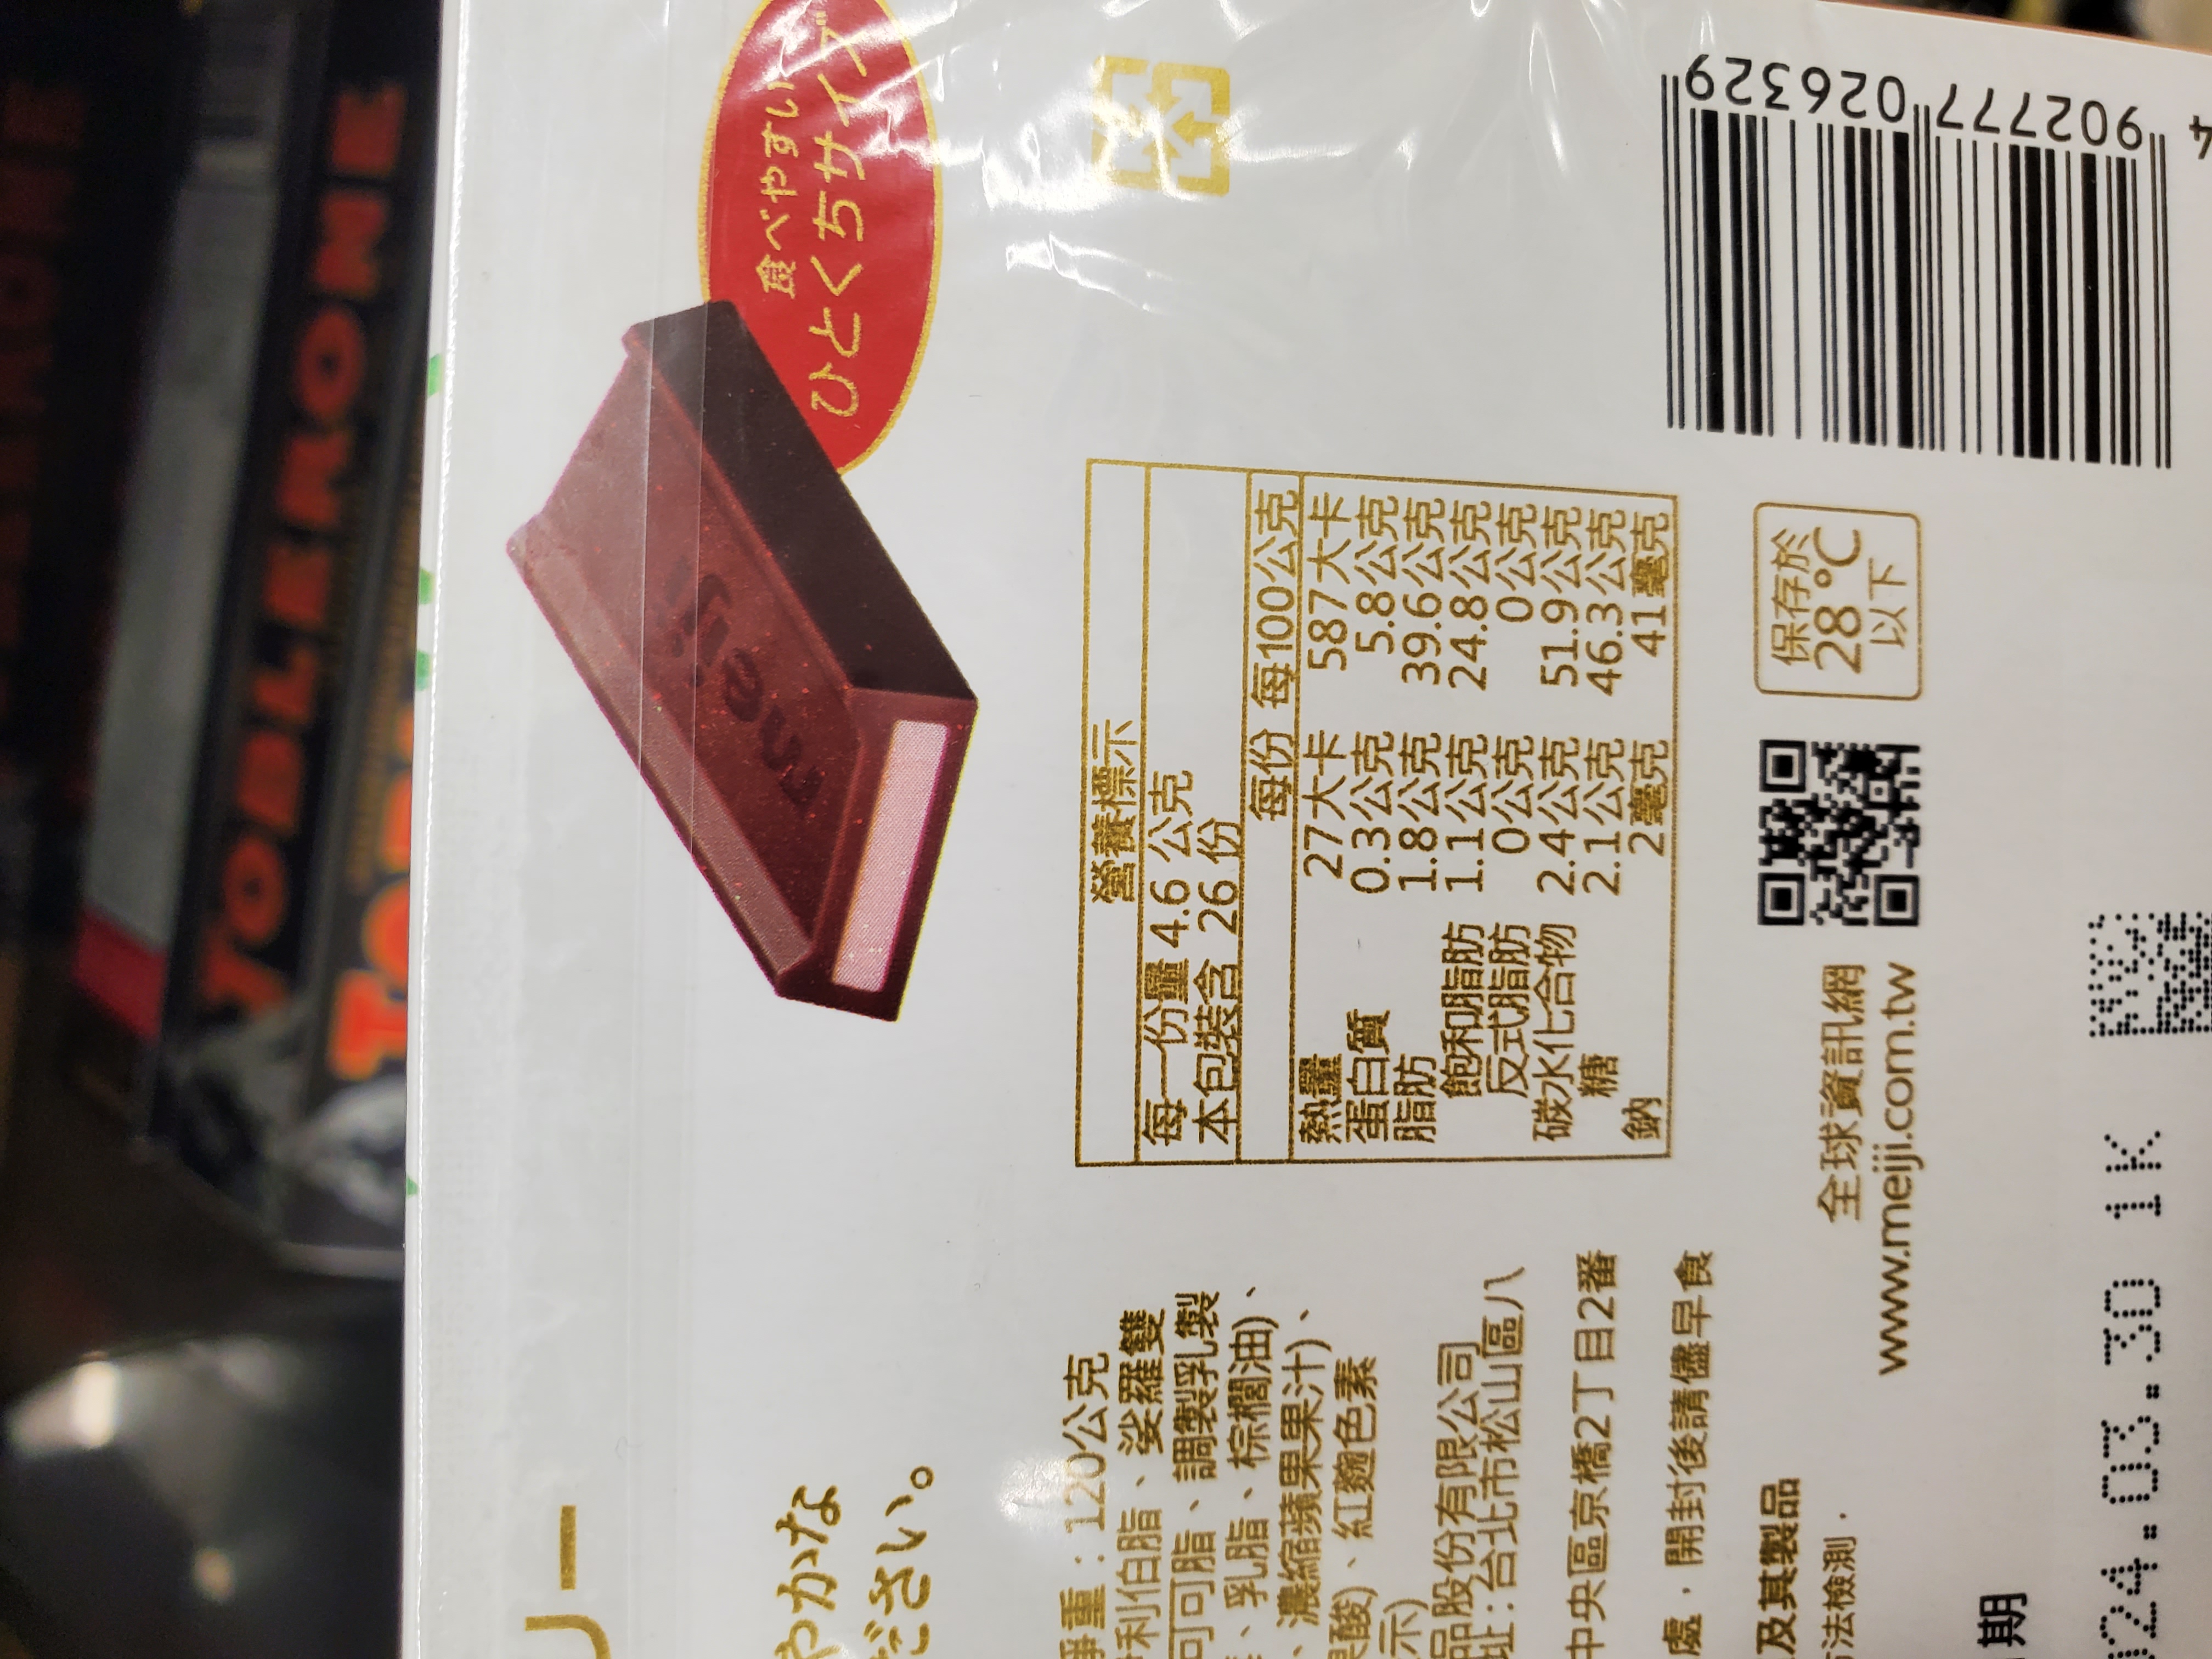 TOBLERONE
TOBLERONE
リー
meiji
食べやすい
ひとくちサイズ
やかな
ださい。
淨重：120公克
利伯脂、娑羅雙
可可脂、調製乳製
、乳脂、棕櫚油)、
、濃縮蘋果果汁)、
果酸)、紅麴色素
示)
品股份有限公司
址:台北市松山區八
中央區京橋2丁目2番
處，開封後請儘早食
及其製品
方法檢測，
營養標示
每一份量 4.6 公克
本包裝含 26 份
每份 每100公克
熱量 27大卡 587大卡
蛋白質 0.3公克 5.8公克
脂肪 1.8公克 39.6公克
飽和脂肪 1.1公克 24.8公克
反式脂肪 0公克 0公克
碳水化合物 2.4公克 51.9公克
糖 2.1公克 46.3公克
鈉 2毫克 41毫克
全球資訊網
www.meiji.com.tw
保存於
28℃
以下
期
024.03.30 1K
4 902777 026329